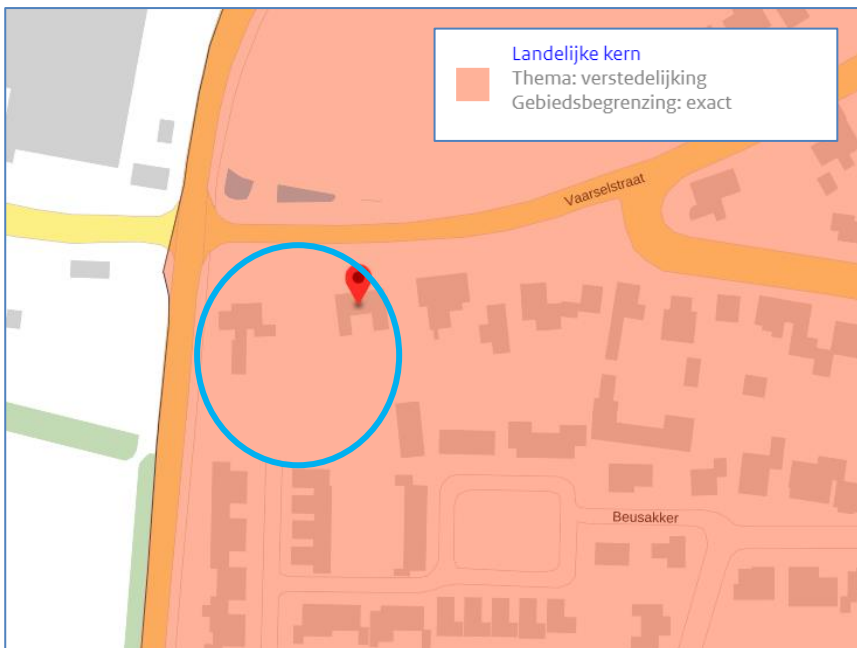 Landelijke kern
Thema: verstedelijking
Gebiedsbegrenzing: exact
Vaarselstraat
Beusakker